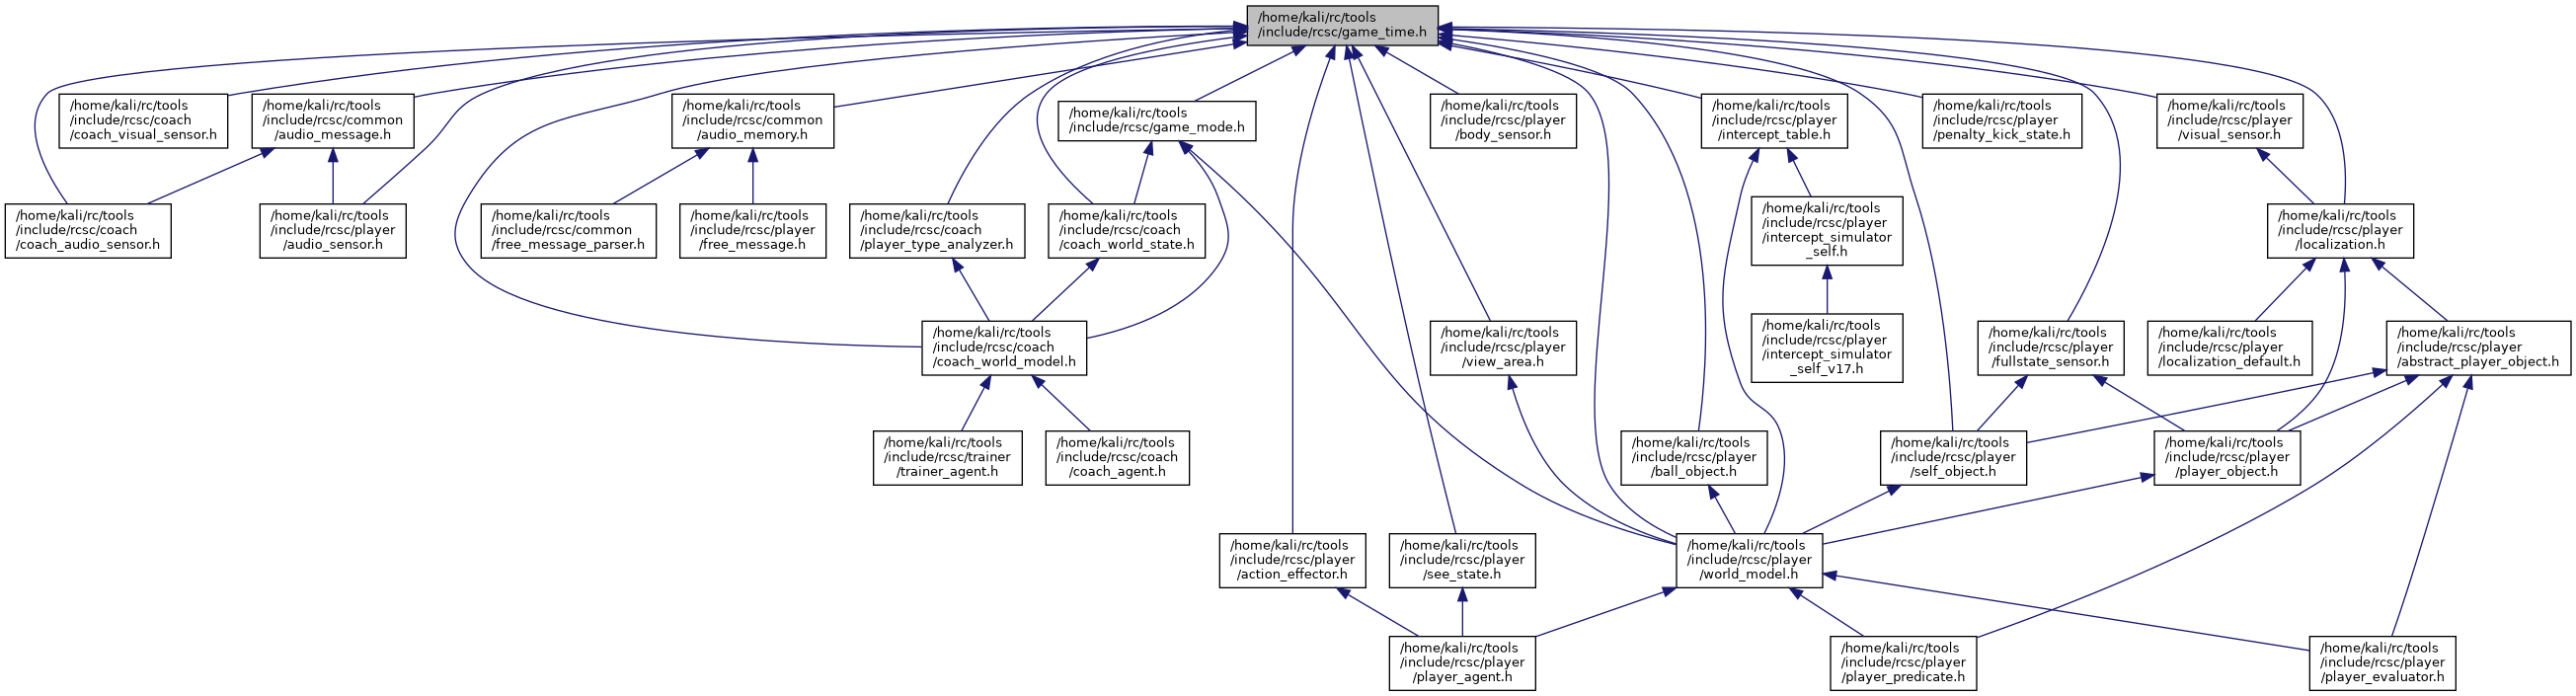 /home/kali/rc/tools
/include/rcsc/game_time.h
/home/kali/rc/tools
/include/rcsc/coach
/coach_visual_sensor.h
/home/kali/rc/tools
/include/rcsc/common
/audio_message.h
/home/kali/rc/tools
/include/rcsc/common
/audio_memory.h
/home/kali/rc/tools
/include/rcsc/game_mode.h
/home/kali/rc/tools
/include/rcsc/player
/body_sensor.h
/home/kali/rc/tools
/include/rcsc/player
/intercept_table.h
/home/kali/rc/tools
/include/rcsc/player
/penalty_kick_state.h
/home/kali/rc/tools
/include/rcsc/player
/visual_sensor.h
/home/kali/rc/tools
/include/rcsc/coach
/coach_audio_sensor.h
/home/kali/rc/tools
/include/rcsc/player
/audio_sensor.h
/home/kali/rc/tools
/include/rcsc/common
/free_message_parser.h
/home/kali/rc/tools
/include/rcsc/player
/free_message.h
/home/kali/rc/tools
/include/rcsc/coach
/player_type_analyzer.h
/home/kali/rc/tools
/include/rcsc/coach
/coach_world_state.h
/home/kali/rc/tools
/include/rcsc/player
/intercept_simulator
_self.h
/home/kali/rc/tools
/include/rcsc/player
/localization.h
/home/kali/rc/tools
/include/rcsc/coach
/coach_world_model.h
/home/kali/rc/tools
/include/rcsc/player
/view_area.h
/home/kali/rc/tools
/include/rcsc/player
/intercept_simulator
_self_v17.h
/home/kali/rc/tools
/include/rcsc/player
/fullstate_sensor.h
/home/kali/rc/tools
/include/rcsc/player
/localization_default.h
/home/kali/rc/tools
/include/rcsc/player
/abstract_player_object.h
/home/kali/rc/tools
/include/rcsc/trainer
/trainer_agent.h
/home/kali/rc/tools
/include/rcsc/coach
/coach_agent.h
/home/kali/rc/tools
/include/rcsc/player
/ball_object.h
/home/kali/rc/tools
/include/rcsc/player
/self_object.h
/home/kali/rc/tools
/include/rcsc/player
/player_object.h
/home/kali/rc/tools
/include/rcsc/player
/action_effector.h
/home/kali/rc/tools
/include/rcsc/player
/see_state.h
/home/kali/rc/tools
/include/rcsc/player
/world_model.h
/home/kali/rc/tools
/include/rcsc/player
/player_agent.h
/home/kali/rc/tools
/include/rcsc/player
/player_predicate.h
/home/kali/rc/tools
/include/rcsc/player
/player_evaluator.h